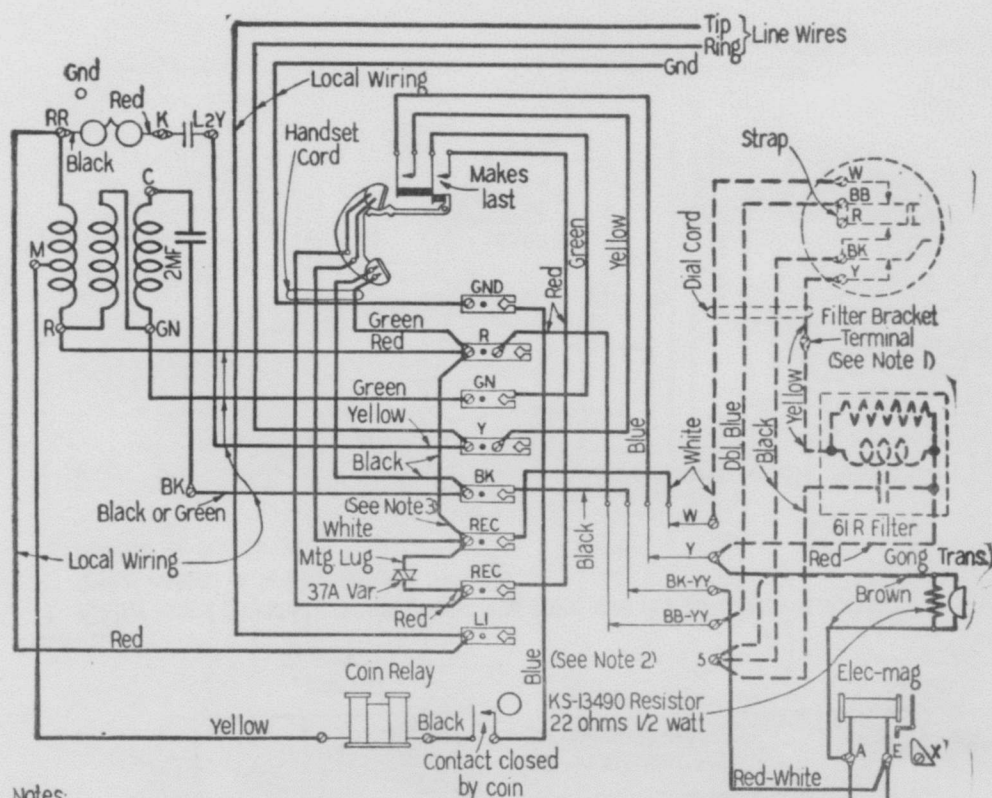 Tip
Ring
Line Wires
Gnd
Gnd
Local Wiring
Red
RR
K
L2Y
Black
Handset
Cord
Makes
last
Strap
W
BB
R
BK
Y
C
M
2MF
Green
Yellow
Red
Dial Cord
GND
R
GN
Green
Red
R
Filter Bracket
Terminal
(See Note 1)
GN
Green
Yellow
Y
Blue
White
Dbl. Blue
Black
Yellow
Black
BK
BK
Black or Green
(See Note 3)
White
REC
Black
W
61R Filter
Local Wiring
Mtg. Lug
37A Var
REC
Red
Y
Red
Gong
Trans.
BK-YY
Brown
BB-YY
LI
Red
Blue
(See Note 2)
5
Coin Relay
KS-13490 Resistor
22 ohms 1/2 watt
Elec-mag
Yellow
Black
Contact closed
by coin
A
E
X
Red-White
Notes: